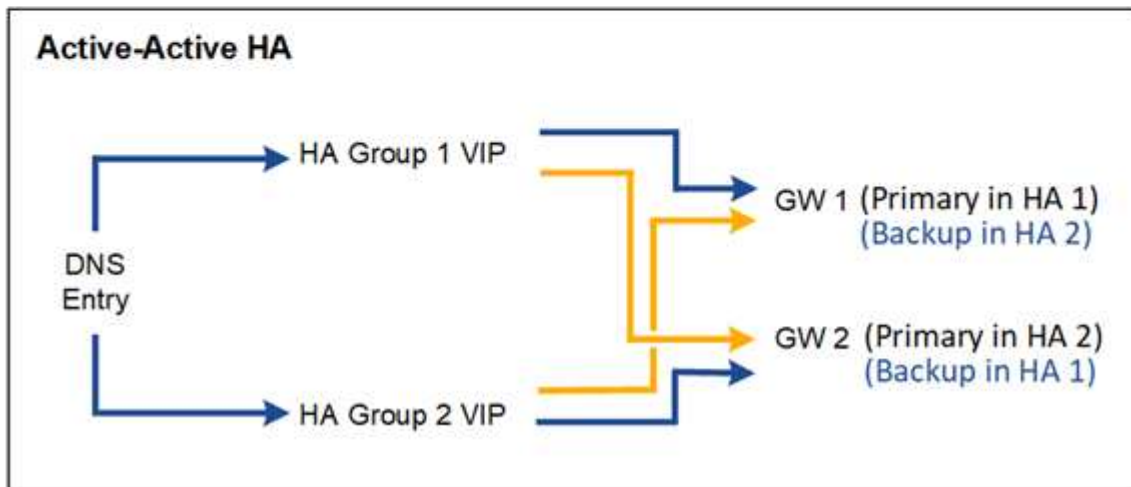 Active-Active HA
HA Group 1 VIP
GW 1 (Primary in HA 1)
(Backup in HA 2)
DNS
Entry
GW 2 (Primary in HA 2)
(Backup in HA 1)
HA Group 2 VIP